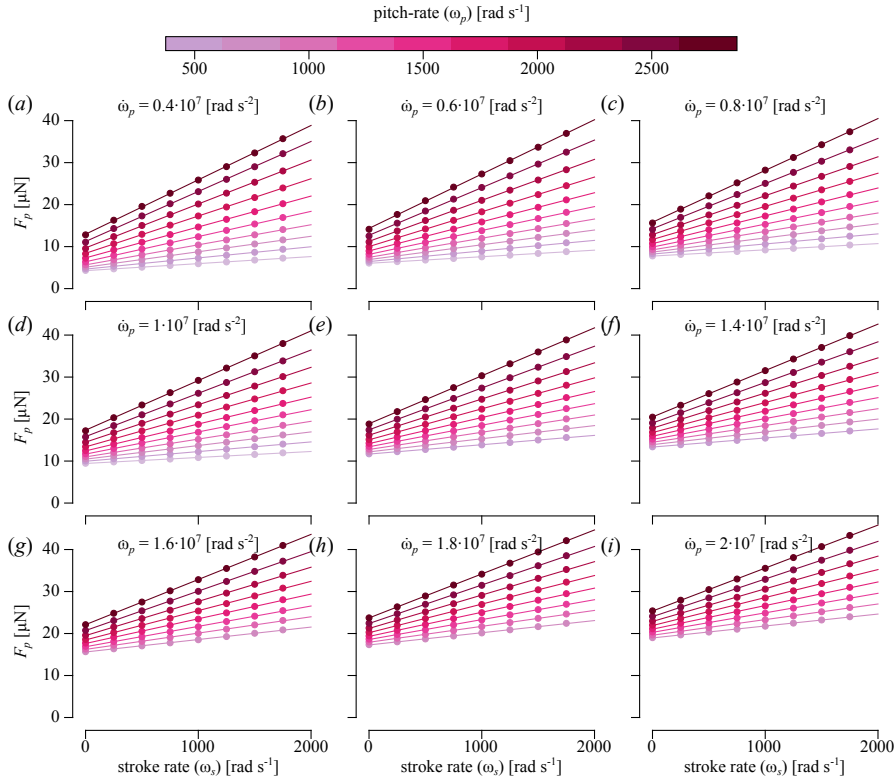 pitch-rate (ωp) [rad s-1]
500 1000 1500 2000 2500
(a) ω̇p = 0.4·10⁷ [rad s-2] (b) ω̇p = 0.6·10⁷ [rad s-2] (c) ω̇p = 0.8·10⁷ [rad s-2]
40
30
20
10
0
Fp [µN]
(d) ω̇p = 1·10⁷ [rad s-2] (e) (f) ω̇p = 1.4·10⁷ [rad s-2]
40
30
20
10
0
Fp [µN]
(g) ωp = 1.6·10⁷ [rad s-2] (h) ω̇p = 1.8·10⁷ [rad s-2] (i) ω̇p = 2·10⁷ [rad s-2]
40
30
20
10
0
Fp [µN]
0 1000 2000 0 1000 2000 0 1000 2000
stroke rate (ωs) [rad s-1] stroke rate (ωs) [rad s-1] stroke rate (ωs) [rad s-1]